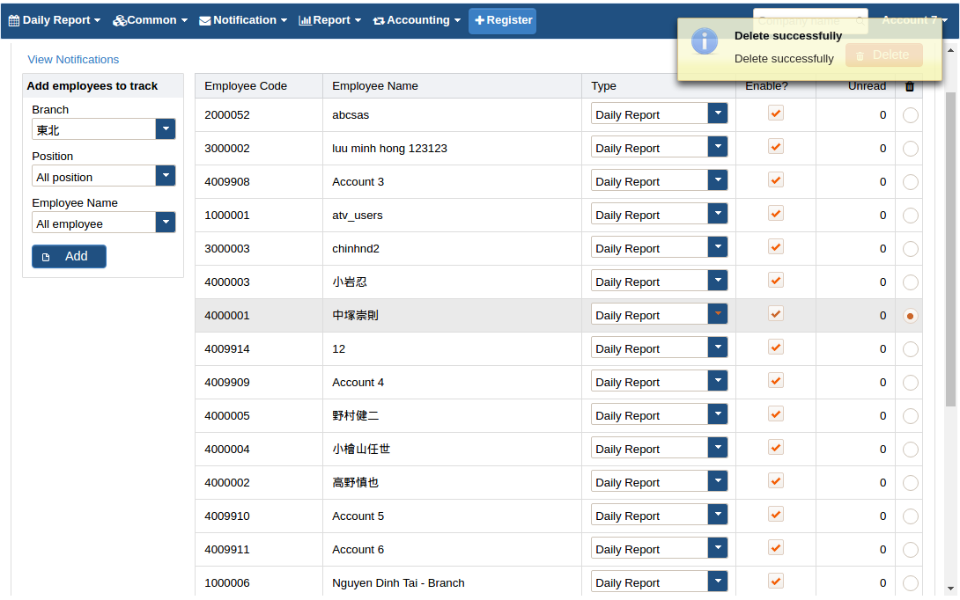 Daily Report Common Notification Report Accounting Register Company name Account 7
Delete successfully
Delete successfully Delete
View Notifications
Add employees to track
Branch
東北
Position
All position
Employee Name
All employee
Add
Employee Code Employee Name Type Enable? Unread
2000052 abcsas Daily Report 0
3000002 luu minh hong 123123 Daily Report 0
4009908 Account 3 Daily Report 0
1000001 atv_users Daily Report 0
3000003 chinhnd2 Daily Report 0
4000003 小岩忍 Daily Report 0
4000001 中塚崇則 Daily Report 0
4009914 12 Daily Report 0
4009909 Account 4 Daily Report 0
4000005 野村健二 Daily Report 0
4000004 小檜山任世 Daily Report 0
4000002 高野慎也 Daily Report 0
4009910 Account 5 Daily Report 0
4009911 Account 6 Daily Report 0
1000006 Nguyen Dinh Tai - Branch Daily Report 0